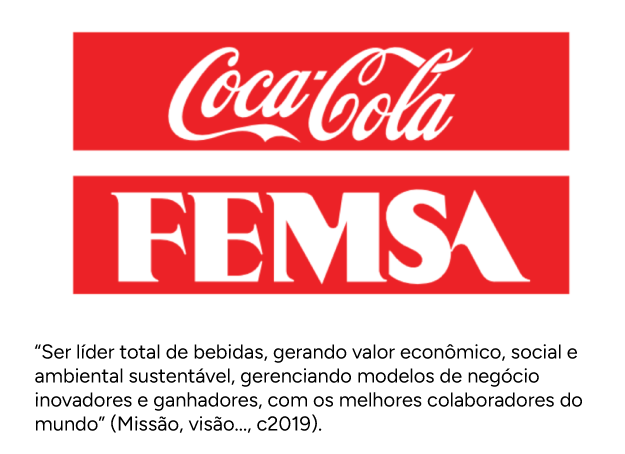 Coca-Cola
FEMSA
“Ser líder total de bebidas, gerando valor econômico, social e
ambiental sustentável, gerenciando modelos de negócio
inovadores e ganhadores, com os melhores colaboradores do
mundo” (Missão, visão..., c2019).